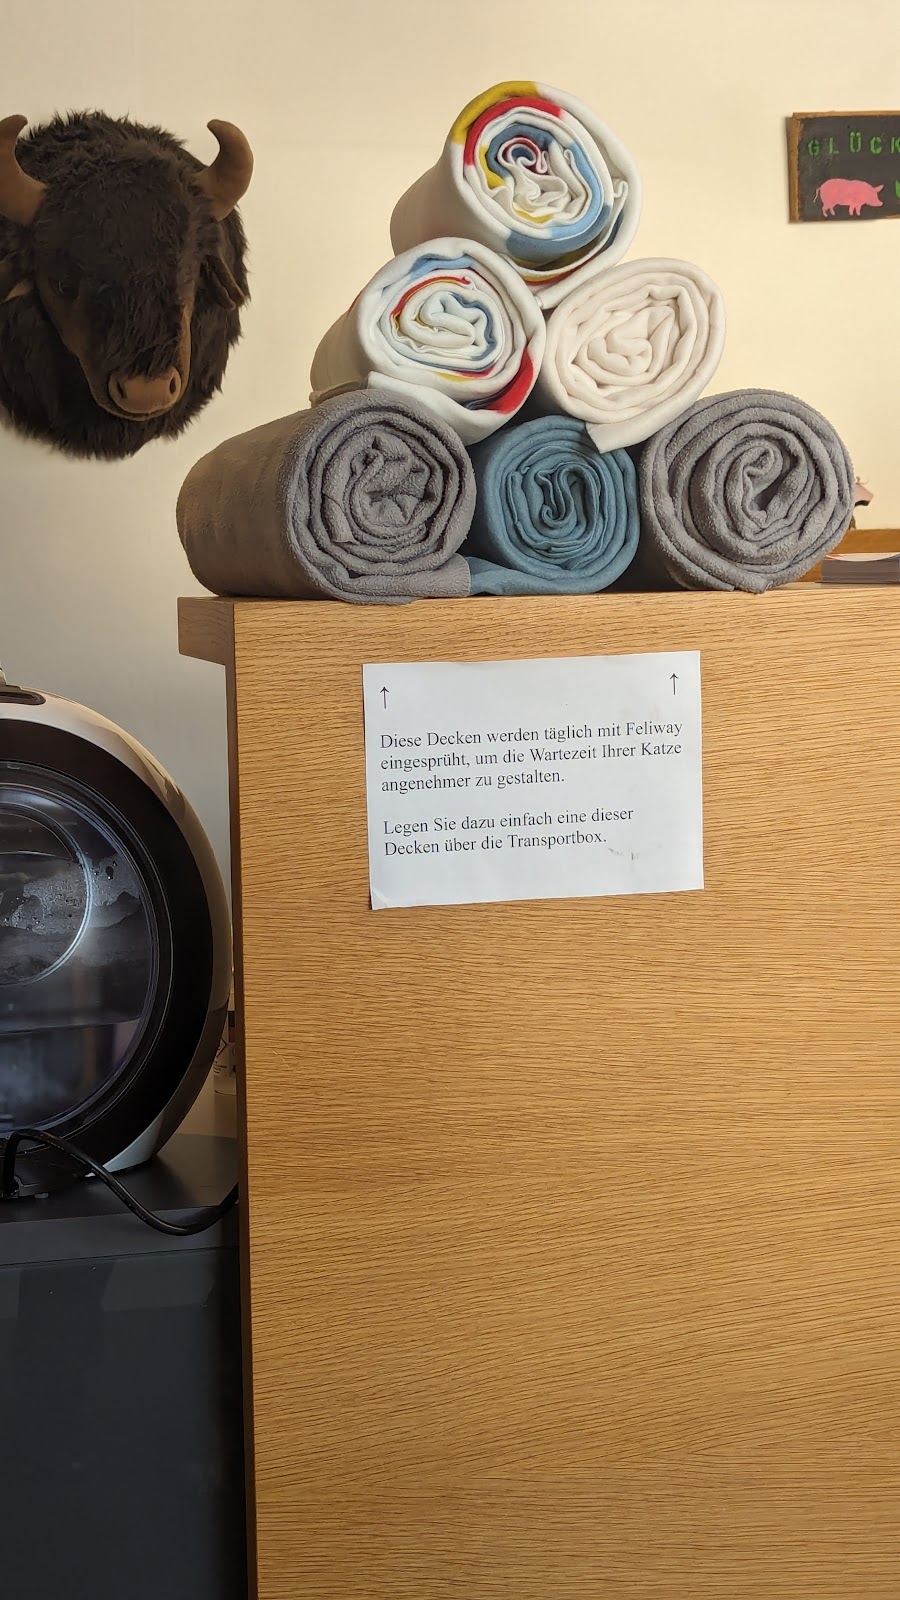 GLÜCK
↑ ↑
Diese Decken werden täglich mit Feliway
eingesprüht, um die Wartezeit Ihrer Katze
angenehmer zu gestalten.
Legen Sie dazu einfach eine dieser
Decken über die Transportbox.